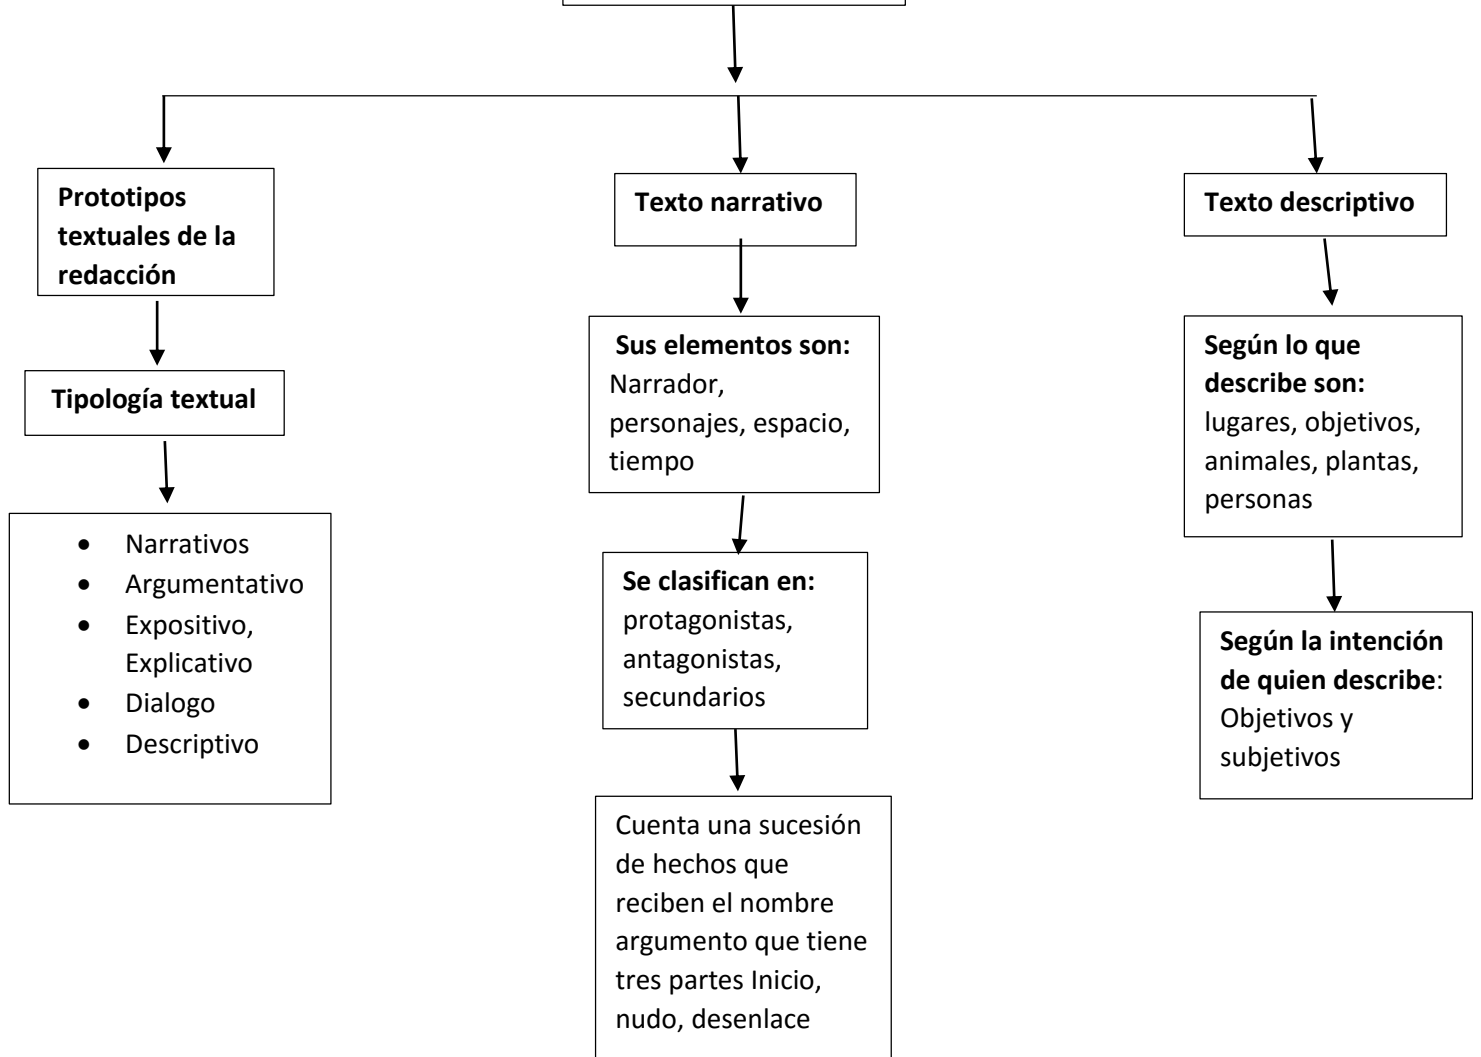 Prototipos
textuales de la
redacción
Tipología textual
• Narrativos
• Argumentativo
• Expositivo,
Explicativo
• Dialogo
• Descriptivo
Texto narrativo
Sus elementos son:
Narrador,
personajes, espacio,
tiempo
Se clasifican en:
protagonistas,
antagonistas,
secundarios
Cuenta una sucesión
de hechos que
reciben el nombre
argumento que tiene
tres partes Inicio,
nudo, desenlace
Texto descriptivo
Según lo que
describe son:
lugares, objetivos,
animales, plantas,
personas
Según la intención
de quien describe:
Objetivos y
subjetivos